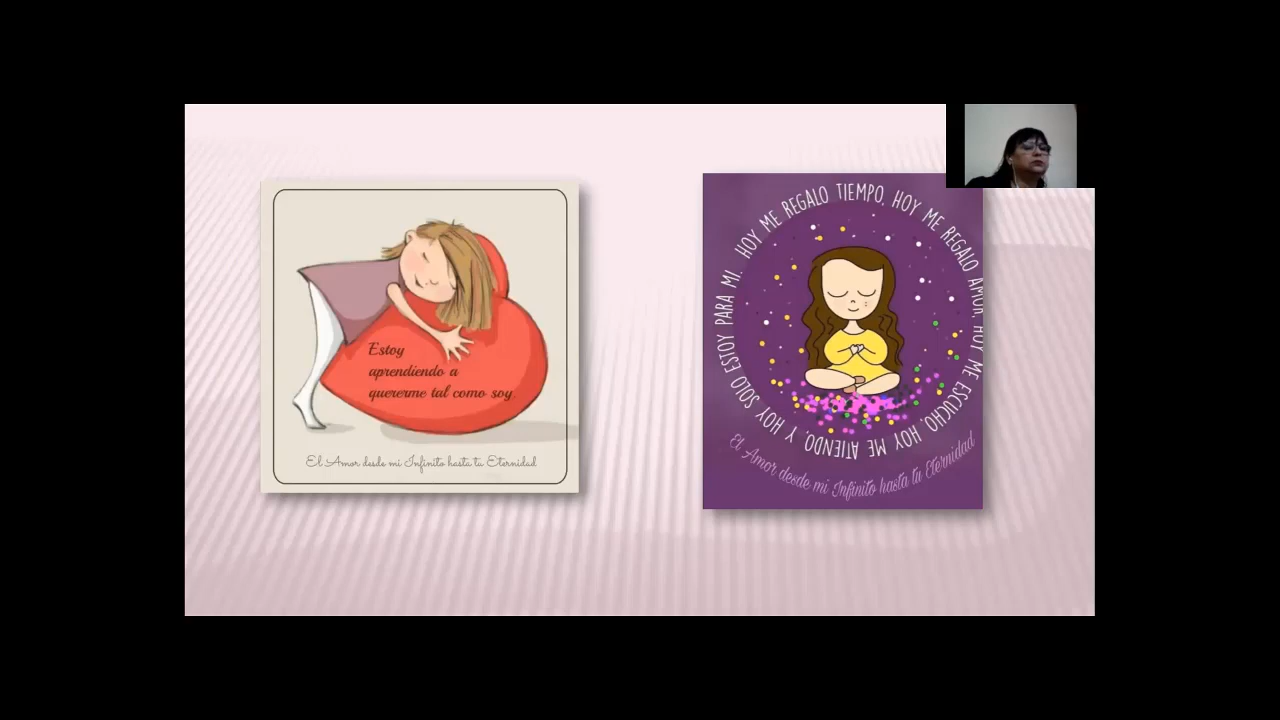 Estoy
aprendiendo a
quererme tal como soy.
El Amor desde mi Infinito hasta tu Eternidad
HOY ME REGALO TIEMPO, HOY ME REGALO AMOR, HOY ME ESCUCHO, HOY ME ATIENDO, Y HOY SOLO ESTOY PARA MI.
El Amor desde mi Infinito hasta tu Eternidad